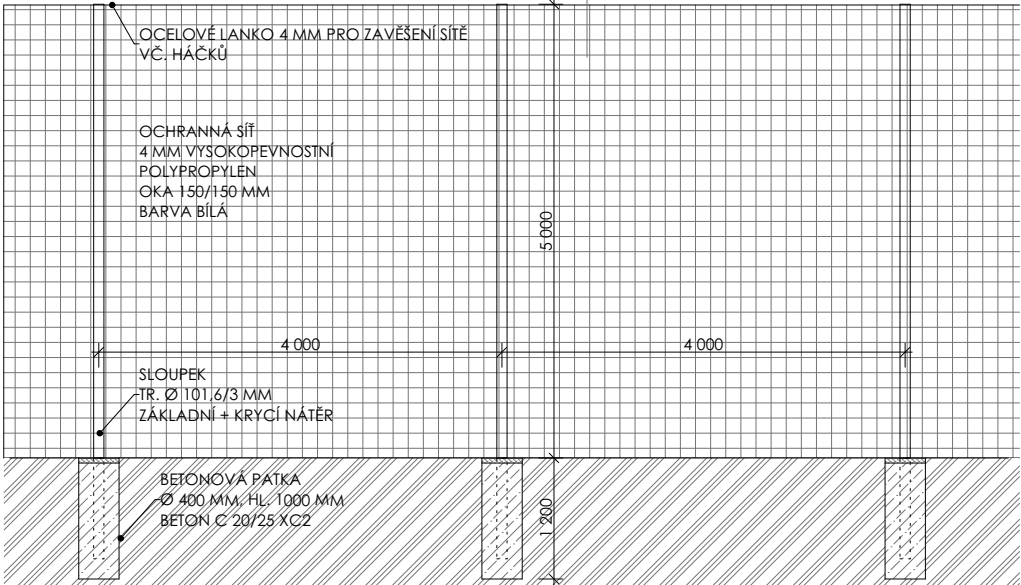 OCELOVÉ LANKO 4 MM PRO ZAVĚŠENÍ SÍTĚ
VČ. HÁČKŮ
OCHRANNÁ SÍŤ
4 MM VYSOKOPEVNOSTNÍ
POLYPROPYLEN
OKA 150/150 MM
BARVA BÍLÁ
5 000
4 000
4 000
SLOUPEK
TR. Ø 101,6/3 MM
ZÁKLADNÍ + KRYCÍ NÁTĚR
BETONOVÁ PATKA
Ø 400 MM, HL. 1000 MM
BETON C 20/25 XC2
1 200